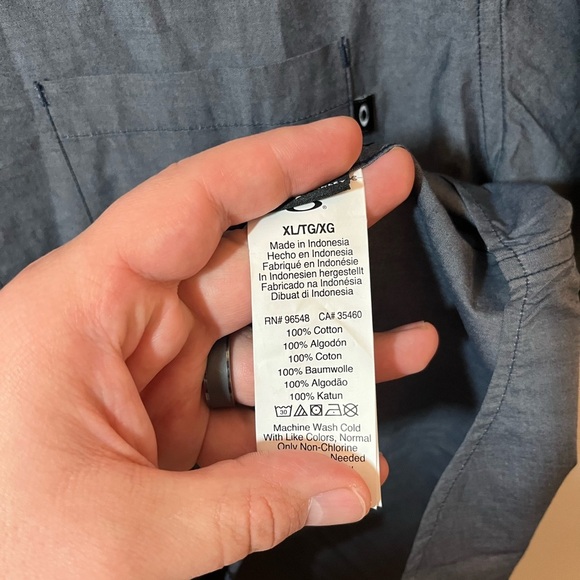 XL/TG/XG
Made in Indonesia
Hecho en Indonesia
Fabriqué en Indonésie
In Indonesien hergestellt
Fabricado na Indonésia
Dibuat di Indonesia
RN# 96548 CA# 35460
100% Cotton
100% Algodón
100% Coton
100% Baumwolle
100% Algodão
100% Katun
30
Machine Wash Cold
With Like Colors, Normal
Only Non-Chlorine
Needed